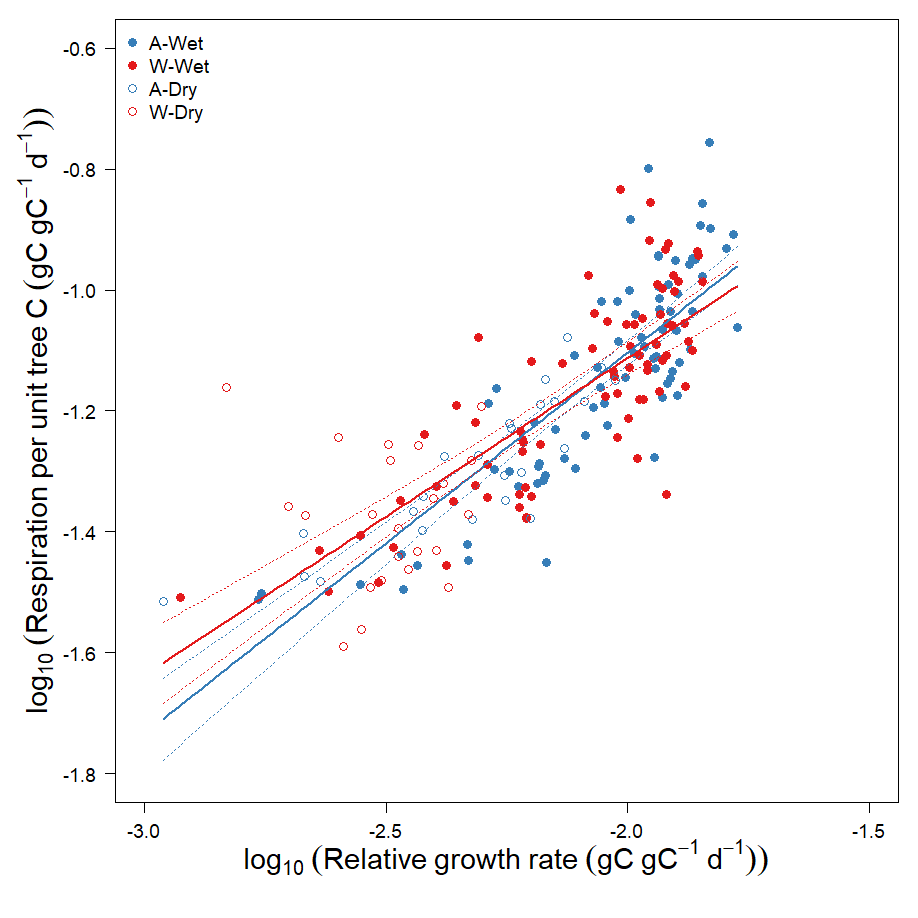 A-Wet
W-Wet
A-Dry
W-Dry
-0.6
-0.8
-1.0
-1.2
-1.4
-1.6
-1.8
log₁₀ (Respiration per unit tree C (gC gC⁻¹ d⁻¹))
-3.0 -2.5 -2.0 -1.5
log₁₀ (Relative growth rate (gC gC⁻¹ d⁻¹))